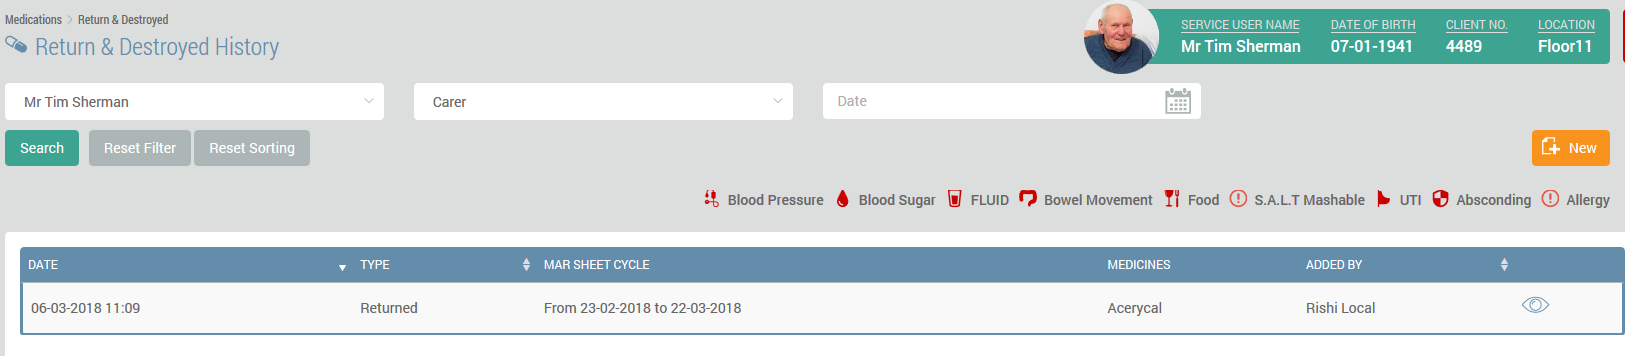 Medications > Return & Destroyed
Return & Destroyed History
SERVICE USER NAME DATE OF BIRTH CLIENT NO. LOCATION
Mr Tim Sherman 07-01-1941 4489 Floor11
Mr Tim Sherman Carer Date
Search Reset Filter Reset Sorting New
Blood Pressure Blood Sugar FLUID Bowel Movement Food S.A.L.T Mashable UTI Absconding Allergy
DATE TYPE MAR SHEET CYCLE MEDICINES ADDED BY
06-03-2018 11:09 Returned From 23-02-2018 to 22-03-2018 Acerycal Rishi Local